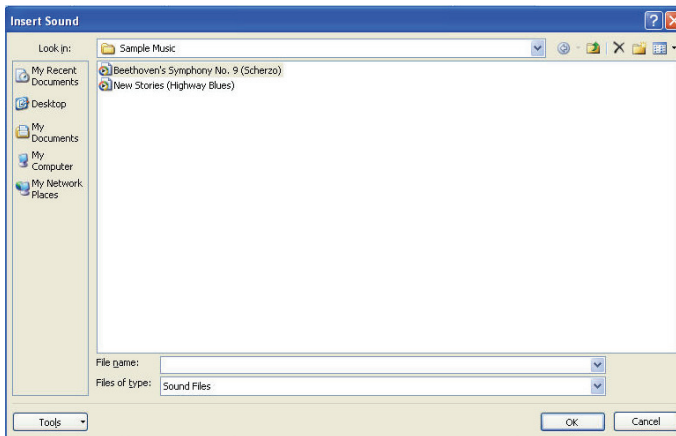 Insert Sound
Look in:
Sample Music
My Recent
Documents
Desktop
My
Documents
My
Computer
My Network
Places
Beethoven's Symphony No. 9 (Scherzo)
New Stories (Highway Blues)
File name:
Files of type: Sound Files
Tools
OK Cancel